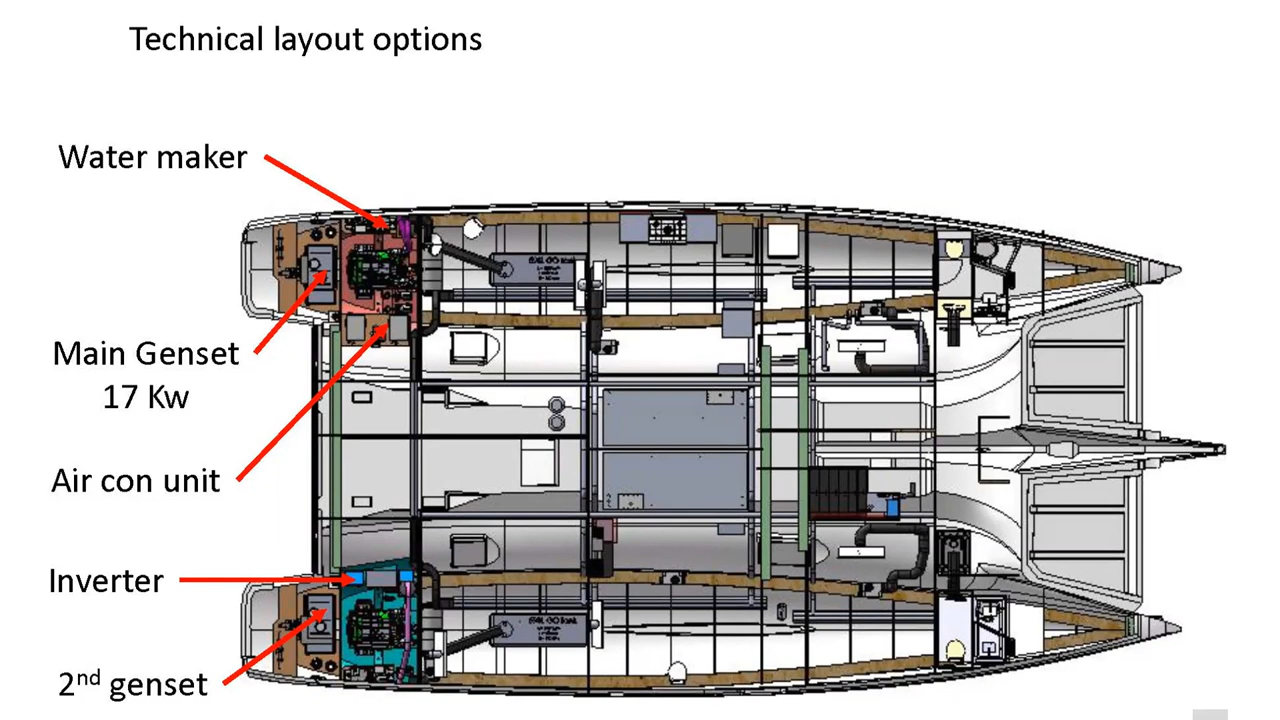 Technical layout options
Water maker
Main Genset
17 Kw
Air con unit
Inverter
2nd genset